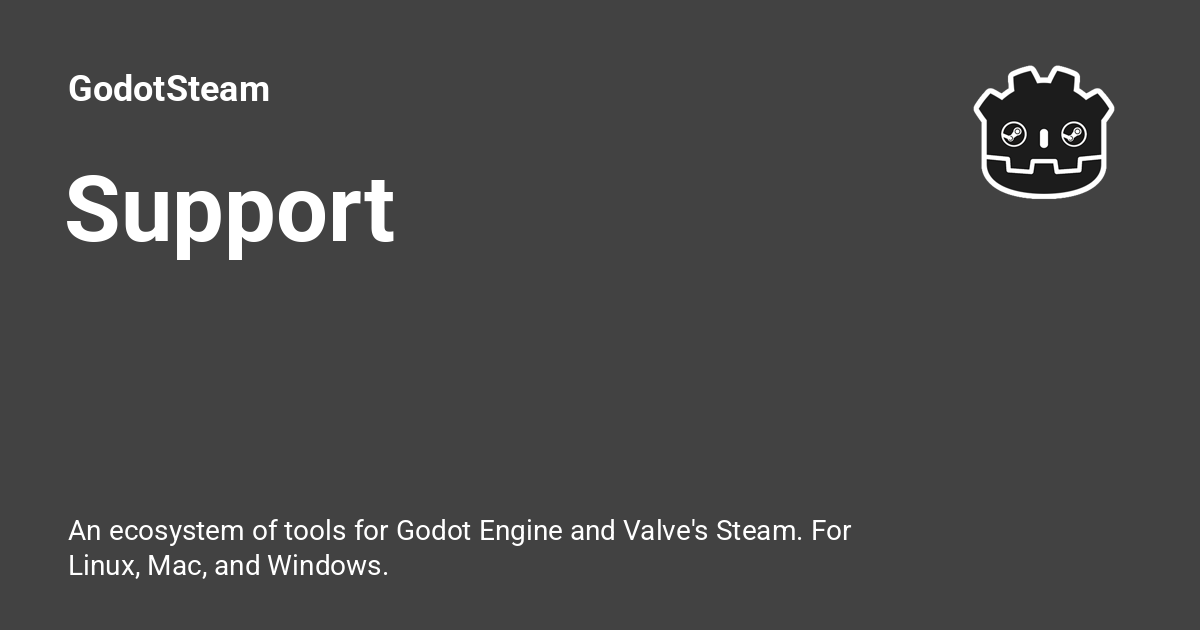 GodotSteam
Support
An ecosystem of tools for Godot Engine and Valve's Steam. For
Linux, Mac, and Windows.